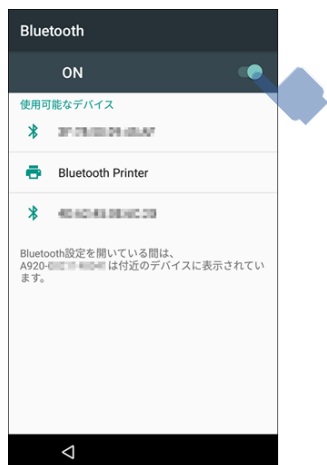 Bluetooth
ON
使用可能なデバイス
Bluetooth Printer
Bluetooth設定を開いている間は、
A920- は付近のデバイスに表示されてい
ます。